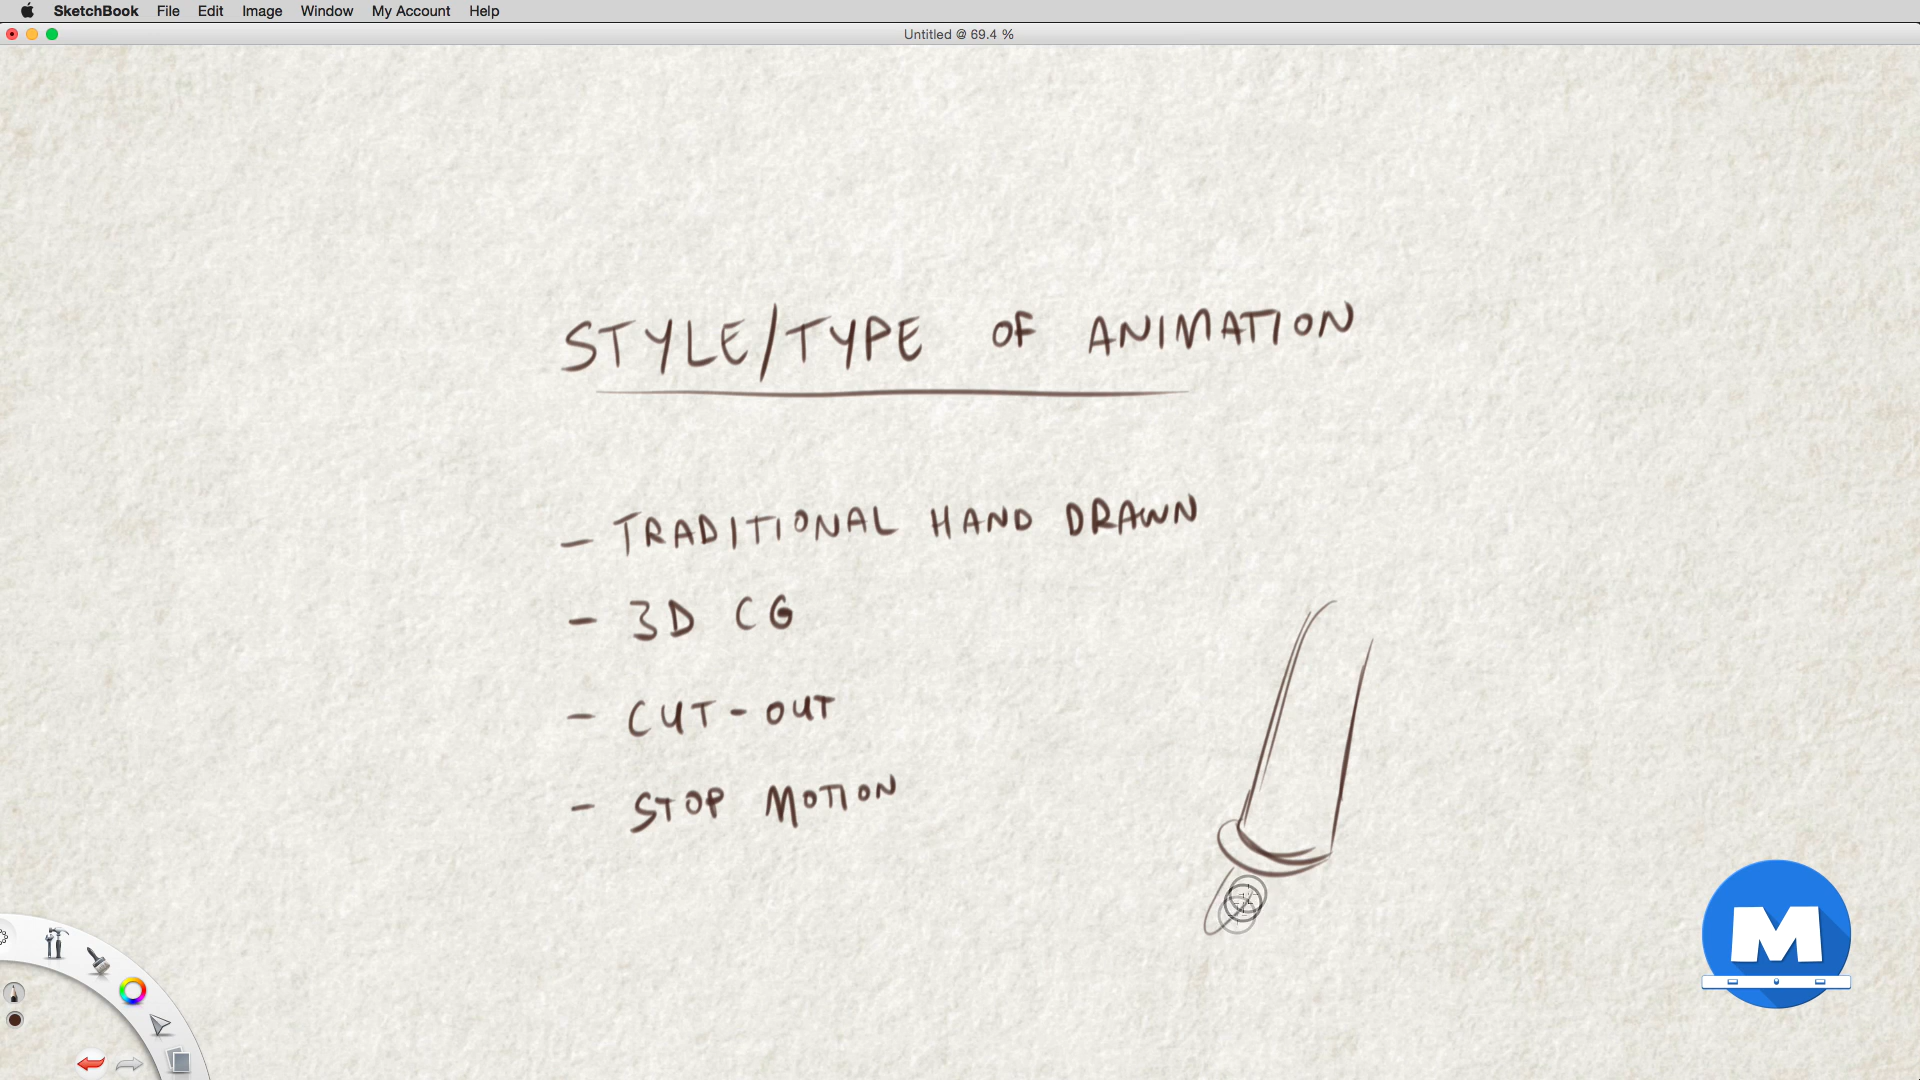 SketchBook File Edit Image Window My Account Help
Untitled @ 69.4 %
STYLE/TYPE OF ANIMATION
- TRADITIONAL HAND DRAWN
- 3D CG
- CUT-OUT
- STOP MOTION
M